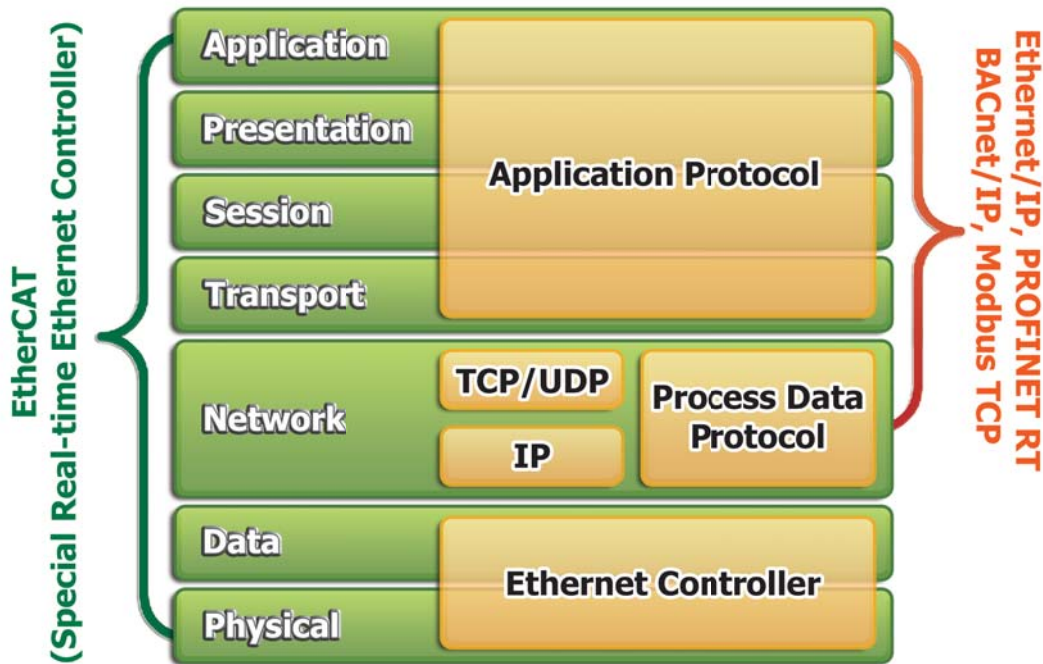 EtherCAT
(Special Real-time Ethernet Controller)
Application
Presentation
Session
Transport
Network
Data
Physical
Application Protocol
TCP/UDP
IP
Process Data
Protocol
Ethernet Controller
Ethernet/IP, PROFINET RT
BACnet/IP, Modbus TCP